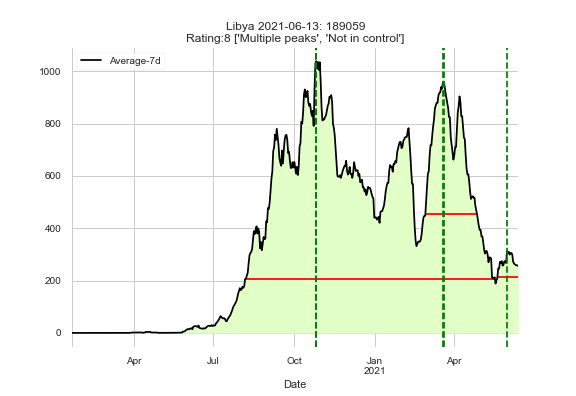 Libya 2021-06-13: 189059
Rating:8 ['Multiple peaks', 'Not in control']
Average-7d
1000
800
600
400
200
0
Apr
Jul
Oct
Jan
2021
Apr
Date